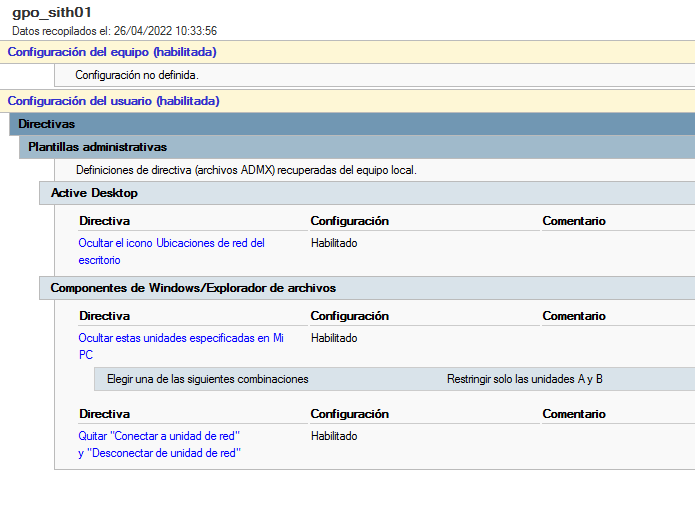 gpo_sith01
Datos recopilados el: 26/04/2022 10:33:56
Configuración del equipo (habilitada)
Configuración no definida.
Configuración del usuario (habilitada)
Directivas
Plantillas administrativas
Definiciones de directiva (archivos ADMX) recuperadas del equipo local.
Active Desktop
Directiva Configuración Comentario
Ocultar el icono Ubicaciones de red del Habilitado
escritorio
Componentes de Windows/Explorador de archivos
Directiva Configuración Comentario
Ocultar estas unidades especificadas en Mi Habilitado
PC
Elegir una de las siguientes combinaciones Restringir solo las unidades A y B
Directiva Configuración Comentario
Quitar "Conectar a unidad de red" Habilitado
y "Desconectar de unidad de red"